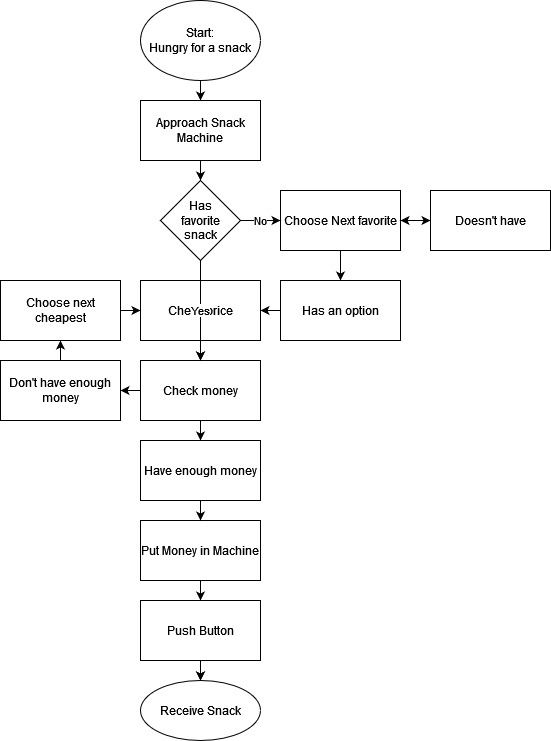 Start:
Hungry for a snack
Approach Snack
Machine
Has
favorite
snack
No
Choose Next favorite
Doesn't have
Choose next
cheapest
Yes
Has an option
Don't have enough
money
Check money
Have enough money
Put Money in Machine
Push Button
Receive Snack